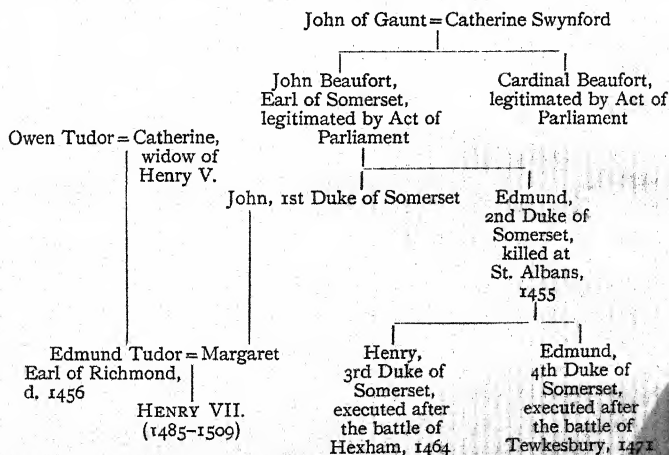 John of Gaunt = Catherine Swynford
John Beaufort,
Earl of Somerset,
legitimated by Act of
Parliament
Cardinal Beaufort,
legitimated by Act of
Parliament
Owen Tudor = Catherine,
widow of
Henry V.
John, 1st Duke of Somerset
Edmund,
2nd Duke of
Somerset,
killed at
St. Albans,
1455
Edmund Tudor = Margaret
Earl of Richmond,
d. 1456
HENRY VII.
(1485–1509)
Henry,
3rd Duke of
Somerset,
executed after
the battle of
Hexham, 1464
Edmund,
4th Duke of
Somerset,
executed after
the battle of
Tewkesbury, 1471